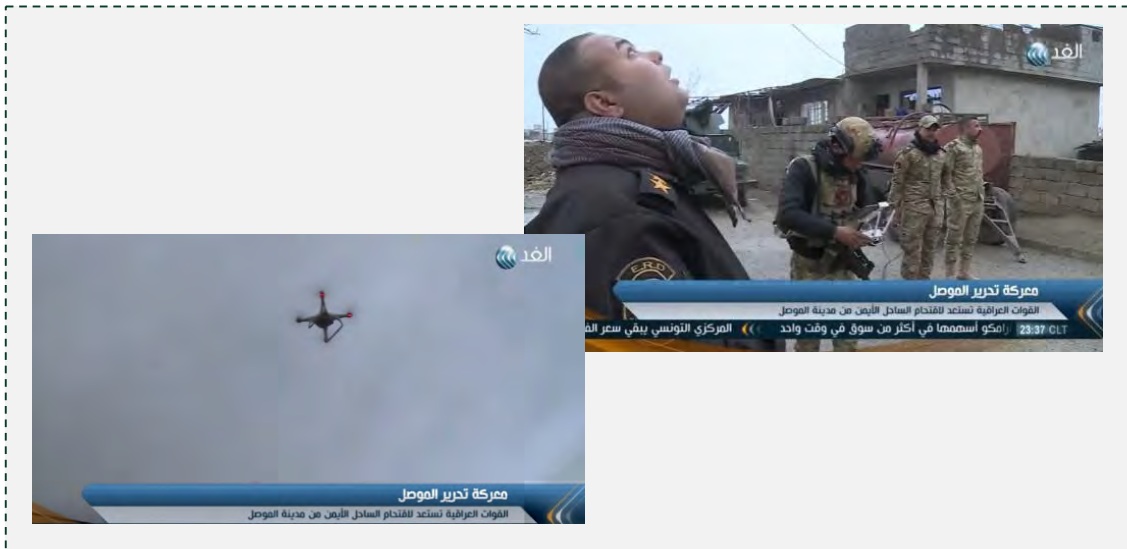 الغد
E.R.D
معركة تحرير الموصل
القوات العراقية تستعد لاقتحام الساحل الأيمن من مدينة الموصل
23:37 CLT رامكو أسهمها في أكثر من سوق في وقت واحد ⟩⟩⟩ المركزي التونسي يبقي سعر الف
الغد
معركة تحرير الموصل
القوات العراقية تستعد لاقتحام الساحل الأيمن من مدينة الموصل